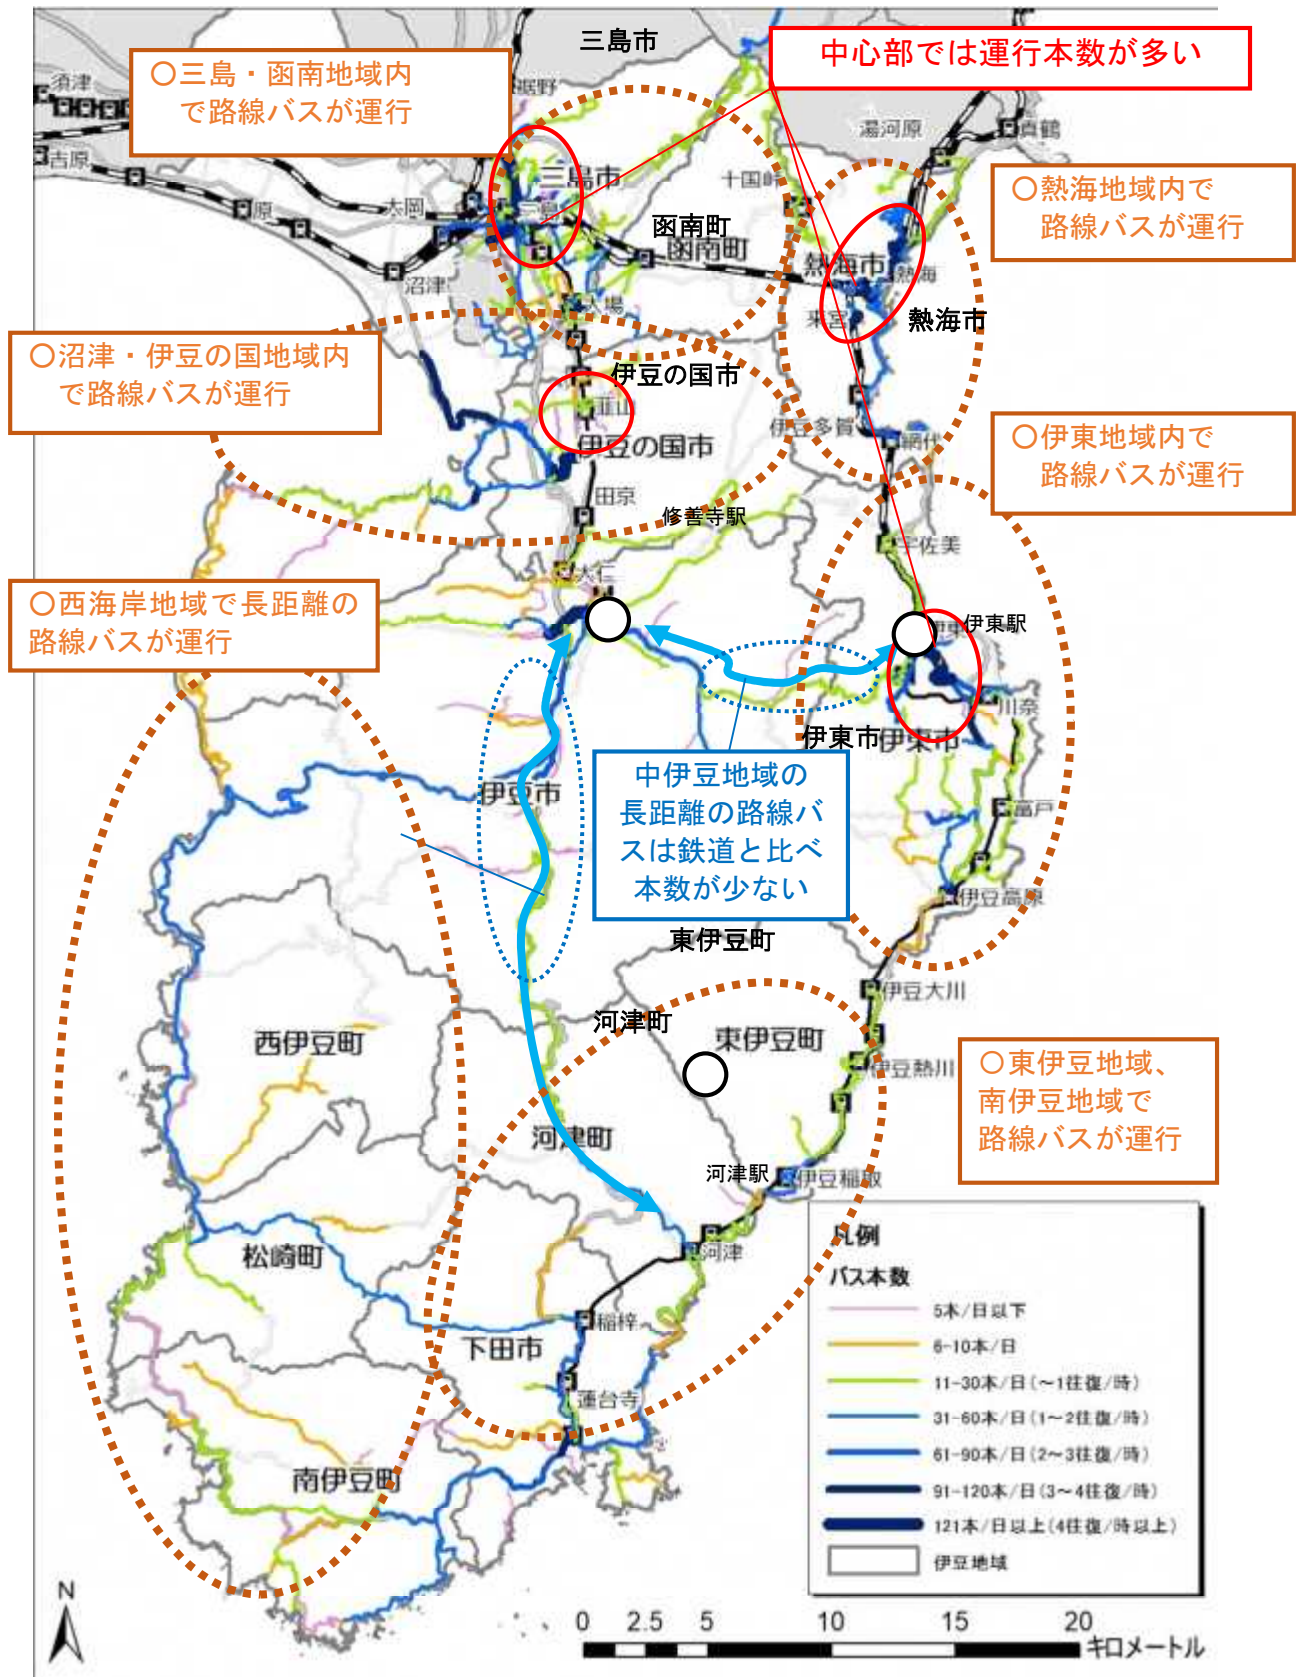 三島市
中心部では運行本数が多い
〇三島・函南地域内
で路線バスが運行
裾野
須津
湯河原
真鶴
吉原
三島市
十国峠
〇熱海地域内で
路線バスが運行
原
大岡
三島
函南町
函南町
熱海市
熱海
沼津
大場
来宮
熱海市
〇沼津・伊豆の国地域内
で路線バスが運行
伊豆の国市
韮山
伊豆多賀
網代
〇伊東地域内で
路線バスが運行
伊豆の国市
田京
修善寺駅
宇佐美
大仁
〇西海岸地域で長距離の
路線バスが運行
伊東駅
川奈
伊東市
伊東市
中伊豆地域の
長距離の路線バ
スは鉄道と比べ
本数が少ない
伊豆市
富戸
伊豆高原
東伊豆町
伊豆大川
河津町
東伊豆町
西伊豆町
伊豆熱川
〇東伊豆地域、
南伊豆地域で
路線バスが運行
河津町
河津駅
伊豆稲取
松崎町
河津
稲梓
下田市
蓮台寺
南伊豆町
凡例
バス本数
5本/日以下
6-10本/日
11-30本/日(～1往復/時)
31-60本/日(1～2往復/時)
61-90本/日(2～3往復/時)
91-120本/日(3～4往復/時)
121本/日以上(4往復/時以上)
伊豆地域
N
0 2.5 5 10 15 20
キロメートル